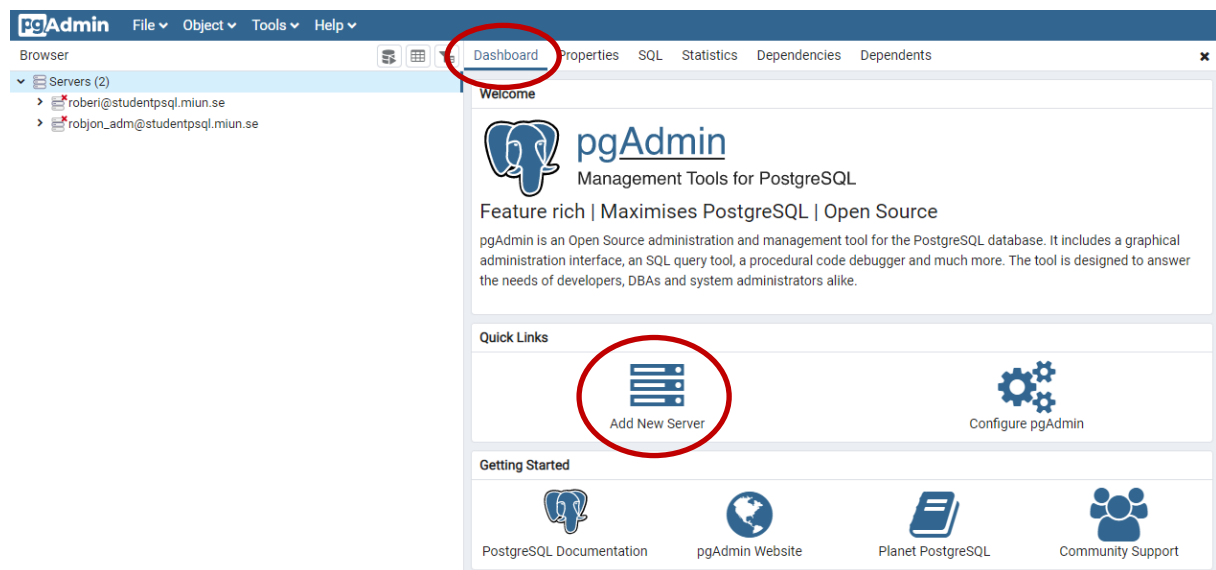 pgAdmin File Object Tools Help
Browser
Dashboard Properties SQL Statistics Dependencies Dependents
Servers (2)
roberi@studentpsql.miun.se
robjon_adm@studentpsql.miun.se
Welcome
pgAdmin
Management Tools for PostgreSQL
Feature rich | Maximises PostgreSQL | Open Source
pgAdmin is an Open Source administration and management tool for the PostgreSQL database. It includes a graphical
administration interface, an SQL query tool, a procedural code debugger and much more. The tool is designed to answer
the needs of developers, DBAs and system administrators alike.
Quick Links
Add New Server
Configure pgAdmin
Getting Started
PostgreSQL Documentation
pgAdmin Website
Planet PostgreSQL
Community Support